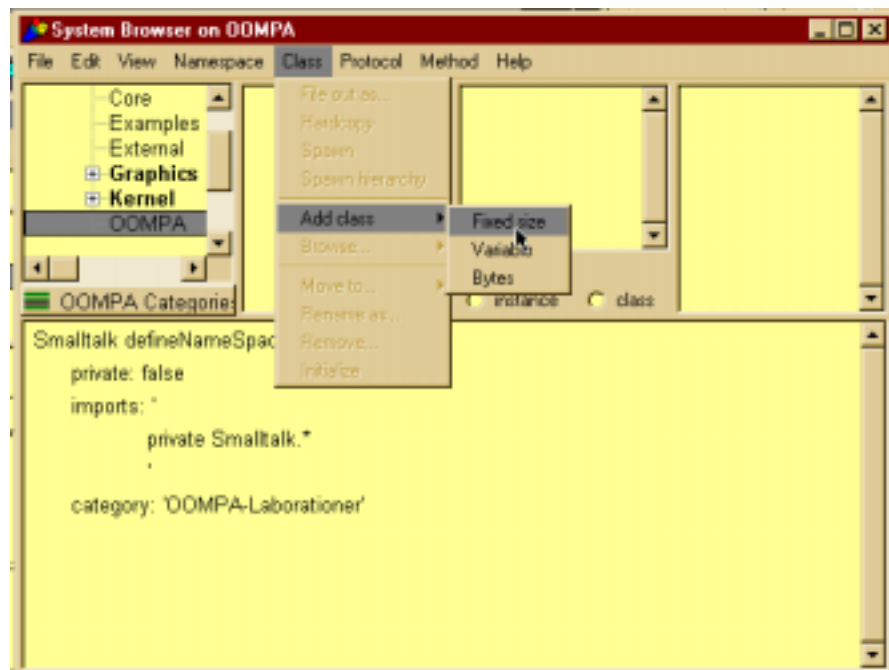 System Browser on OOMPA
File Edit View Namespace Class Protocol Method Help
Core
Examples
External
Graphics
Kernel
OOMPA
OOMPA Categories
File out as...
Hardcopy
Spawn
Spawn hierarchy
Add class
Browse...
Move to...
Rename as...
Remove...
Initialize
Fixed size
Variable
Bytes
instance class
Smalltalk defineNameSpac
private: false
imports: '
private Smalltalk.*
'
category: 'OOMPA-Laborationer'